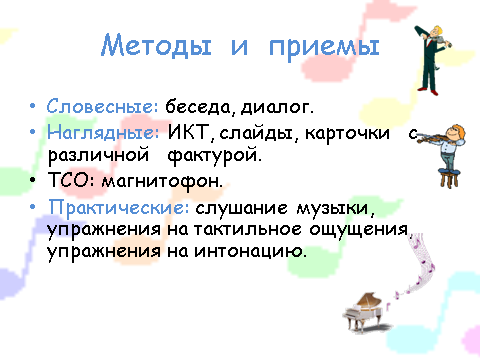 Методы и приемы
• Словесные: беседа, диалог.
• Наглядные: ИКТ, слайды, карточки с
различной фактурой.
• ТСО: магнитофон.
• Практические: слушание музыки,
упражнения на тактильное ощущения,
упражнения на интонацию.